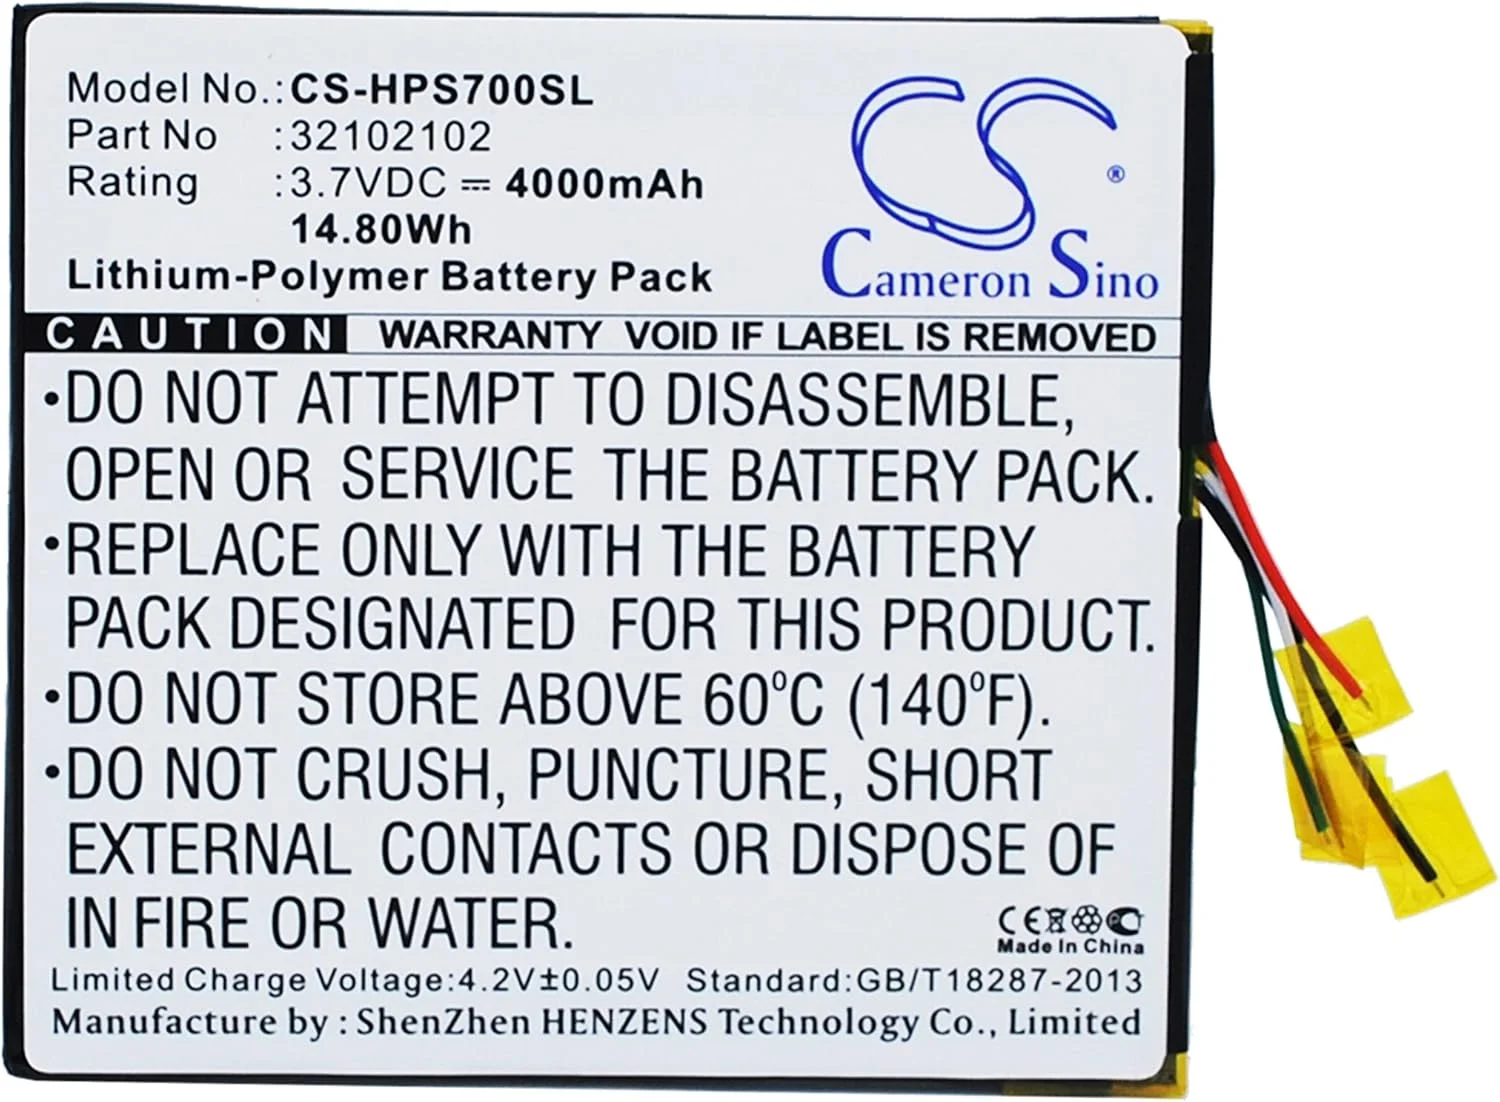 Model No.:CS-HPS700SL
Part No :32102102
Rating :3.7VDC ⎓ 4000mAh
14.80Wh
Lithium-Polymer Battery Pack
CS
®
Cameron Sino
CAUTION WARRANTY VOID IF LABEL IS REMOVED
•DO NOT ATTEMPT TO DISASSEMBLE,
OPEN OR SERVICE THE BATTERY PACK.
•REPLACE ONLY WITH THE BATTERY
PACK DESIGNATED FOR THIS PRODUCT.
•DO NOT STORE ABOVE 60°C (140°F).
•DO NOT CRUSH, PUNCTURE, SHORT
EXTERNAL CONTACTS OR DISPOSE OF
IN FIRE OR WATER.
CE
Made In China
Limited Charge Voltage:4.2V±0.05V Standard:GB/T18287-2013
Manufacture by : ShenZhen HENZENS Technology Co., Limited